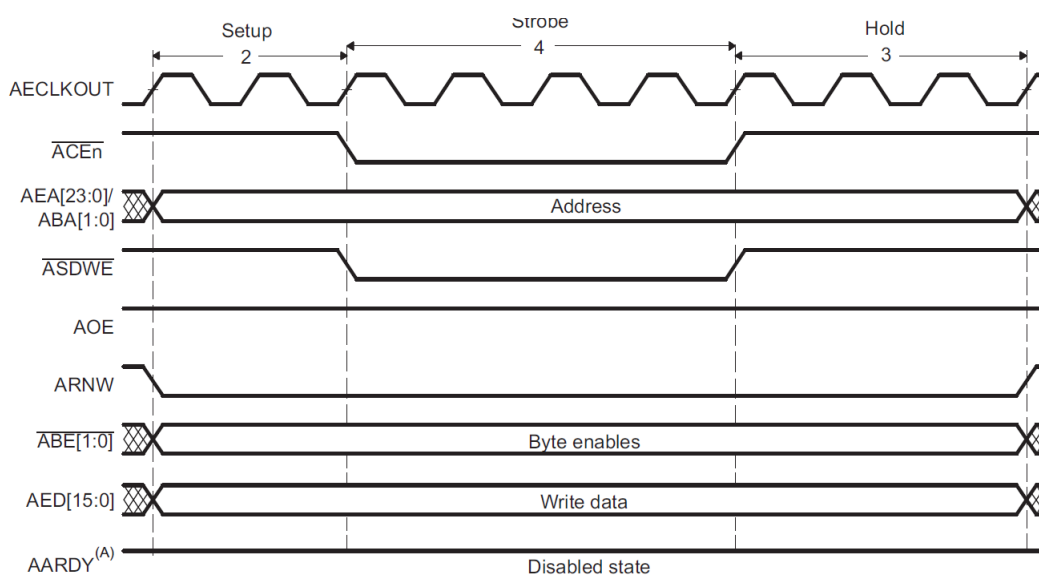 Setup
Strobe
Hold
2
4
3
AECLKOUT
ACEn
AEA[23:0]/
ABA[1:0]
Address
ASDWE
AOE
ARNW
ABE[1:0]
Byte enables
AED[15:0]
Write data
AARDY(A)
Disabled state